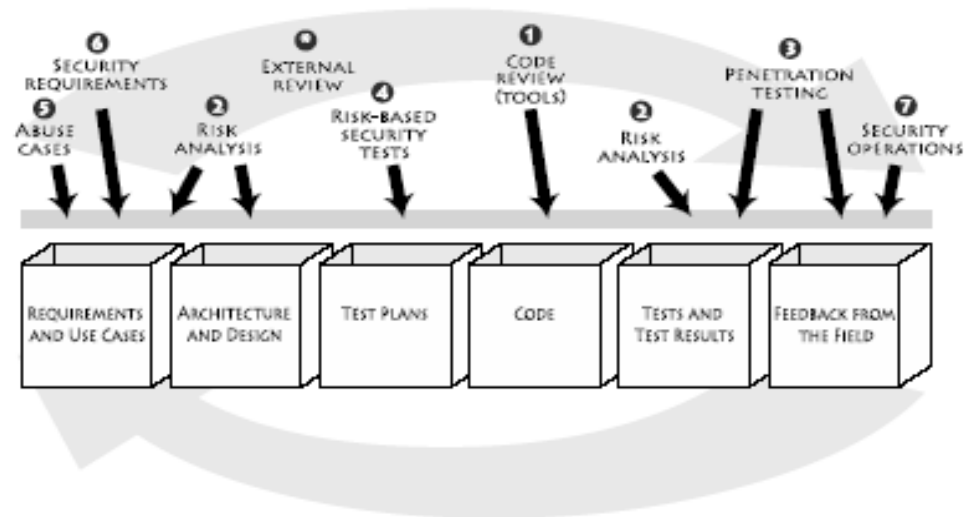 6
SECURITY
REQUIREMENTS
5
ABUSE
CASES
2
RISK
ANALYSIS
*
EXTERNAL
REVIEW
4
RISK-BASED
SECURITY
TESTS
1
CODE
REVIEW
(TOOLS)
2
RISK
ANALYSIS
3
PENETRATION
TESTING
7
SECURITY
OPERATIONS
REQUIREMENTS
AND USE CASES
ARCHITECTURE
AND DESIGN
TEST PLANS
CODE
TESTS AND
TEST RESULTS
FEEDBACK FROM
THE FIELD